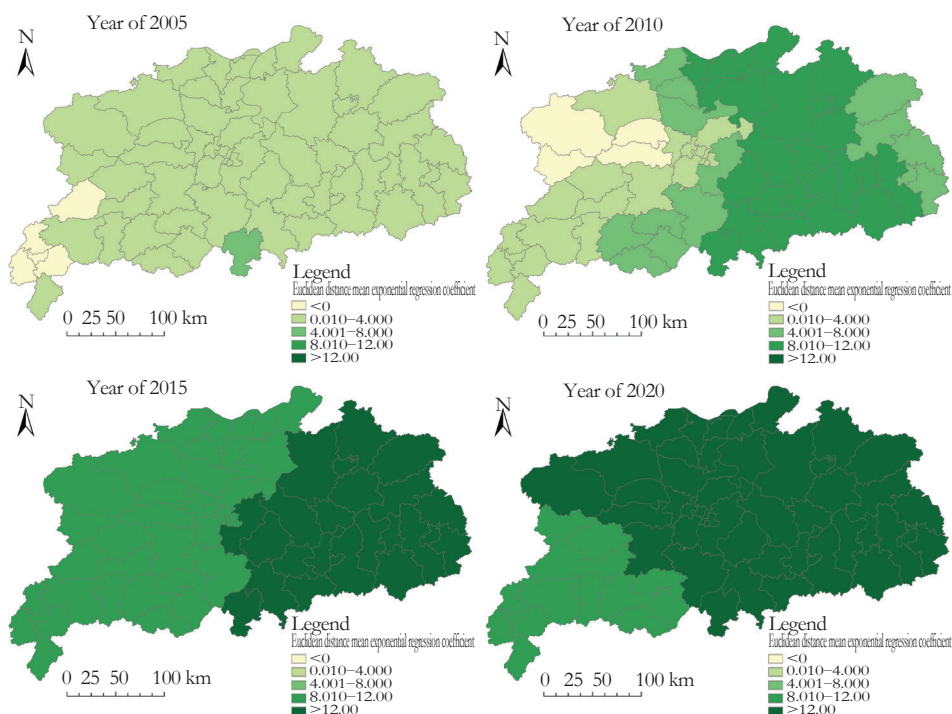 Year of 2005
N
Legend
Euclidean distance mean exponential regression coefficient
<0
0.010−4.000
4.001−8.000
8.010−12.00
>12.00
0 25 50 100 km
Year of 2010
N
Legend
Euclidean distance mean exponential regression coefficient
<0
0.010−4.000
4.001−8.000
8.010−12.00
>12.00
0 25 50 100 km
Year of 2015
N
Legend
Euclidean distance mean exponential regression coefficient
<0
0.010−4.000
4.001−8.000
8.010−12.00
>12.00
0 25 50 100 km
Year of 2020
N
Legend
Euclidean distance mean exponential regression coefficient
<0
0.010−4.000
4.001−8.000
8.010−12.00
>12.00
0 25 50 100 km